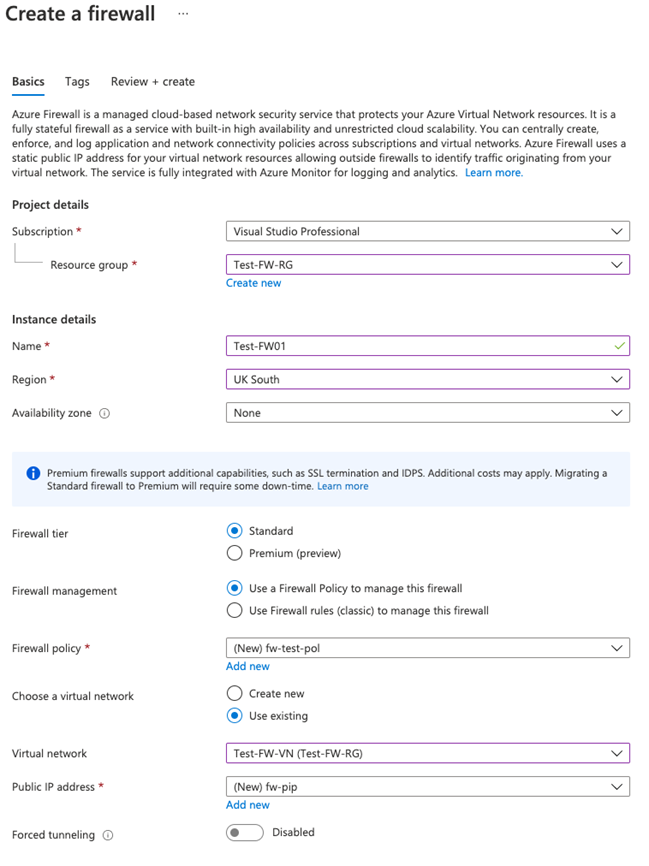 Create a firewall ...
Basics Tags Review + create
Azure Firewall is a managed cloud-based network security service that protects your Azure Virtual Network resources. It is a
fully stateful firewall as a service with built-in high availability and unrestricted cloud scalability. You can centrally create,
enforce, and log application and network connectivity policies across subscriptions and virtual networks. Azure Firewall uses a
static public IP address for your virtual network resources allowing outside firewalls to identify traffic originating from your
virtual network. The service is fully integrated with Azure Monitor for logging and analytics. Learn more.
Project details
Subscription * Visual Studio Professional
Resource group * Test-FW-RG
Create new
Instance details
Name * Test-FW01
Region * UK South
Availability zone None
Premium firewalls support additional capabilities, such as SSL termination and IDPS. Additional costs may apply. Migrating a
Standard firewall to Premium will require some down-time. Learn more
Firewall tier Standard
Premium (preview)
Firewall management Use a Firewall Policy to manage this firewall
Use Firewall rules (classic) to manage this firewall
Firewall policy * (New) fw-test-pol
Add new
Choose a virtual network Create new
Use existing
Virtual network Test-FW-VN (Test-FW-RG)
Public IP address * (New) fw-pip
Add new
Forced tunneling Disabled